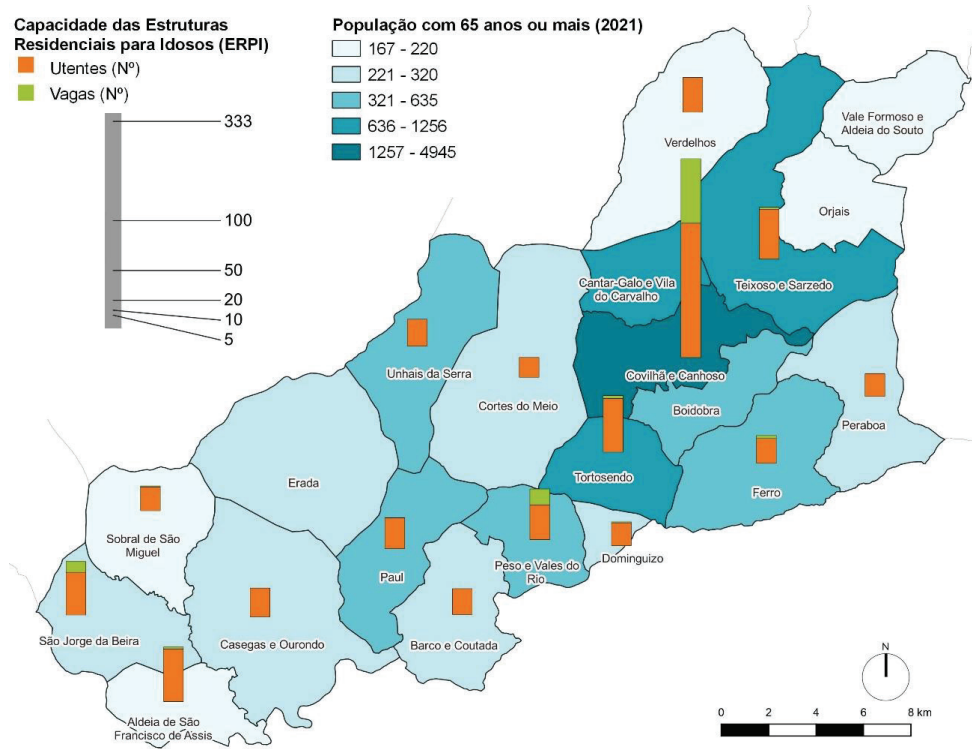 Capacidade das Estruturas
Residenciais para Idosos (ERPI)
Utentes (Nº)
Vagas (Nº)
333
100
50
20
10
5
População com 65 anos ou mais (2021)
167 - 220
221 - 320
321 - 635
636 - 1256
1257 - 4945
Verdelhos
Vale Formoso e
Aldeia do Souto
Orjais
Cantar-Galo e Vila
do Carvalho
Teixoso e Sarzedo
Unhais da Serra
Cortes do Meio
Covilhã e Canhoso
Boidobra
Peraboa
Erada
Tortosendo
Ferro
Sobral de São
Miguel
Paul
Peso e Vales do
Rio
Dominguizo
São Jorge da Beira
Casegas e Ourondo
Barco e Coutada
Aldeia de São
Francisco de Assis
N
0 2 4 6 8 km